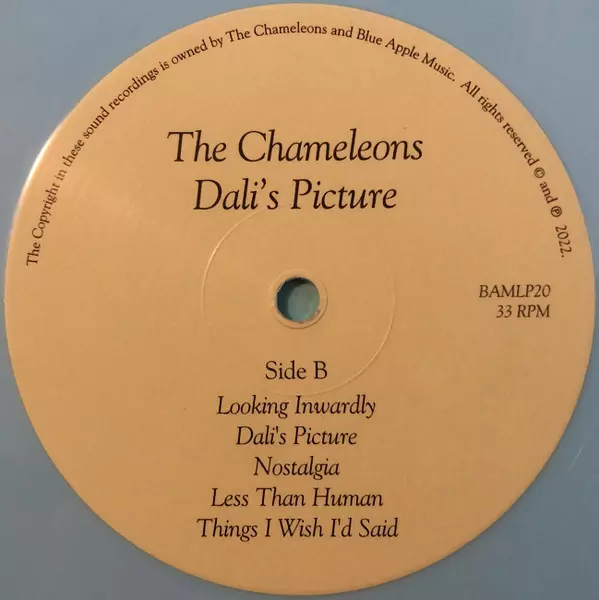 The Copyright in these sound recordings is owned by The Chameleons and Blue Apple Music. All rights reserved © and ℗ 2022.
The Chameleons
Dali's Picture
BAMLP20
33 RPM
Side B
Looking Inwardly
Dali's Picture
Nostalgia
Less Than Human
Things I Wish I'd Said